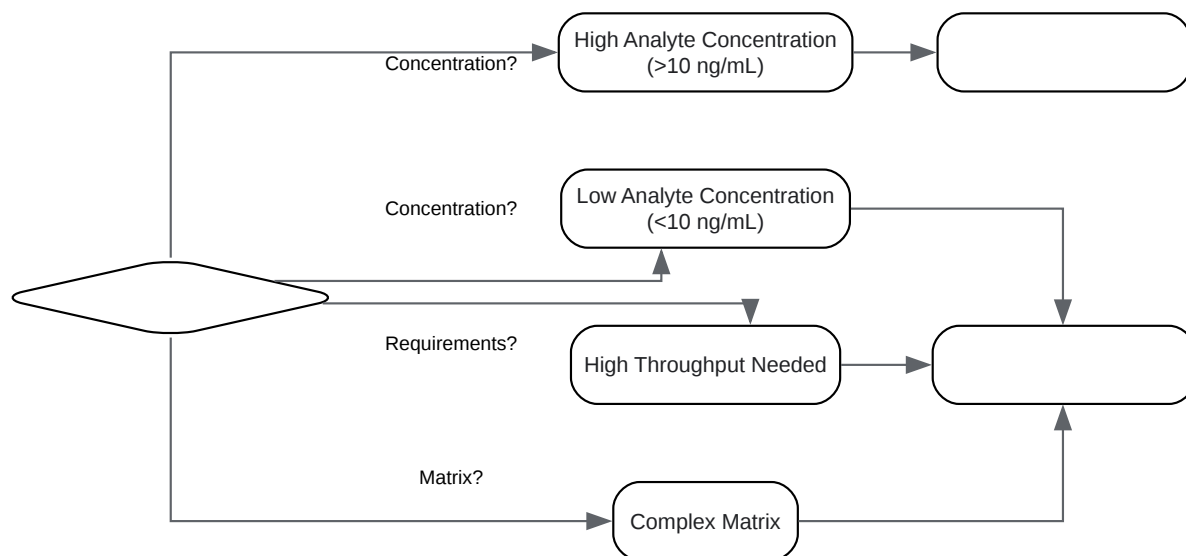 High Analyte Concentration
(>10 ng/mL)
Concentration?
Low Analyte Concentration
(<10 ng/mL)
Concentration?
Requirements?
High Throughput Needed
Matrix?
Complex Matrix